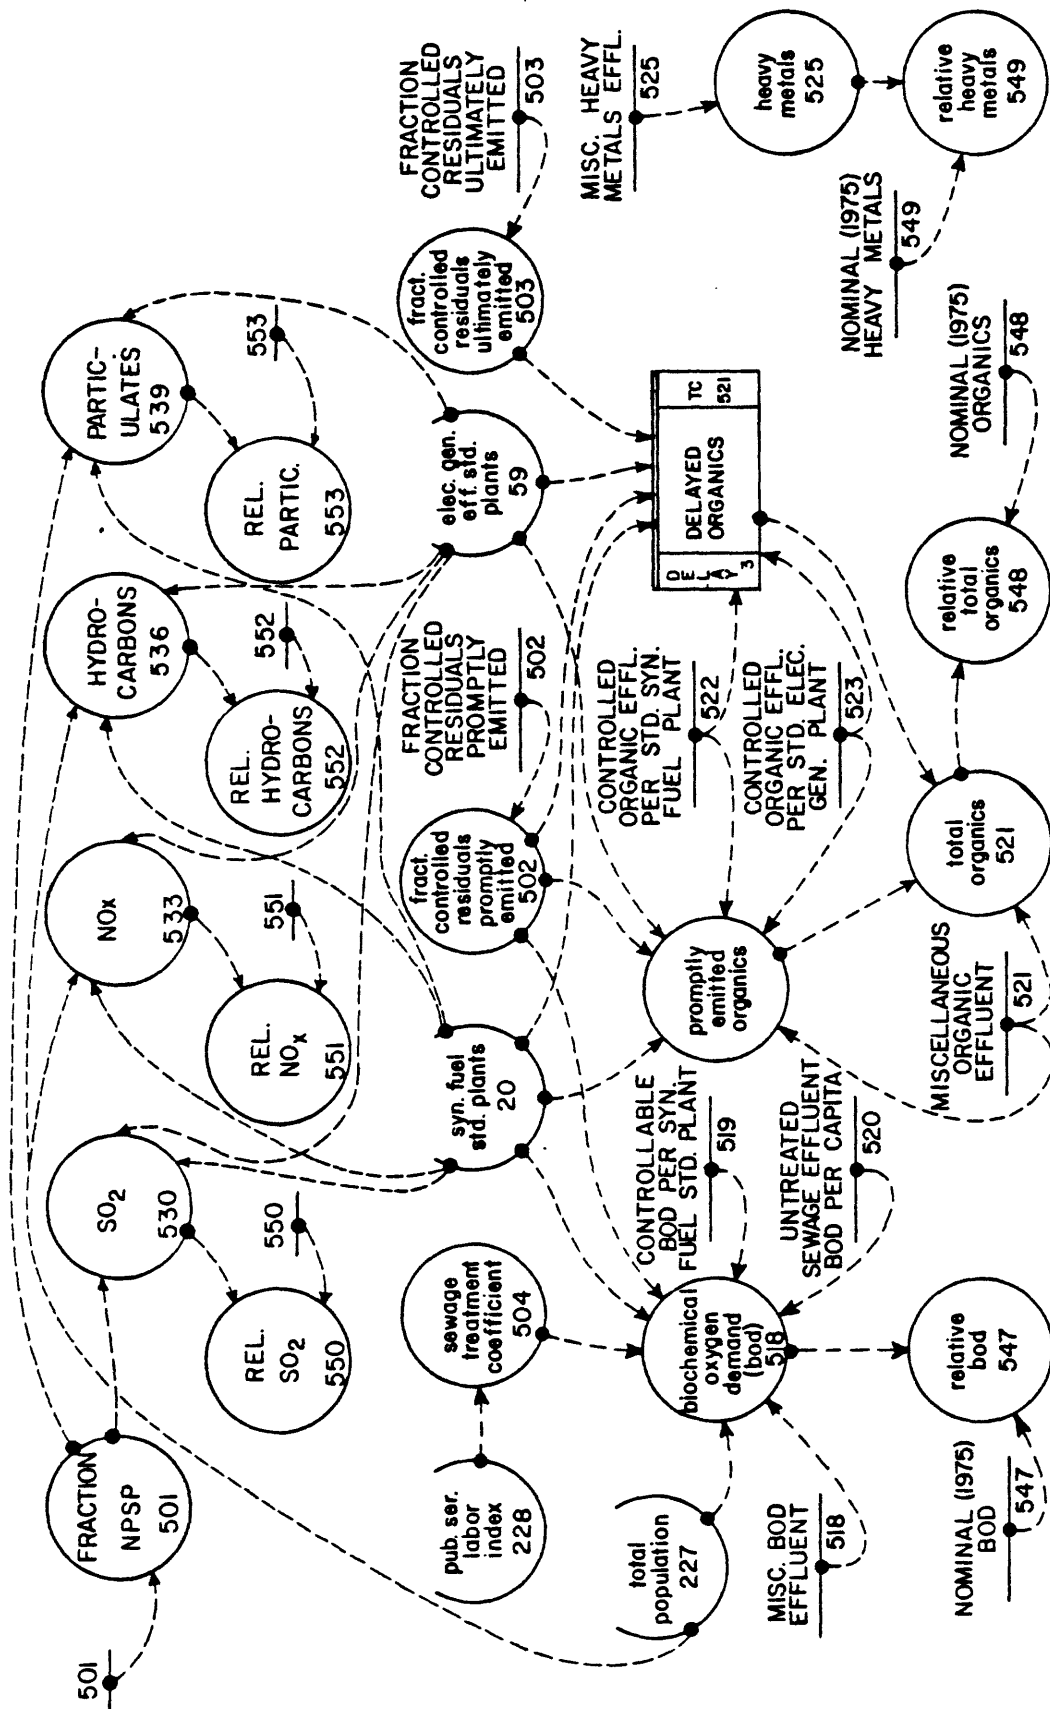 501
FRACTION
NPSP
501
SO2
530
NOx
533
HYDRO-
CARBONS
536
PARTIC-
ULATES
539
REL.
SO2
550
550
REL.
NOX
551
551
REL.
HYDRO-
CARBONS
552
552
REL.
PARTIC.
553
553
pub. ser.
labor
index
228
sewage
treatment
coefficient
504
syn. fuel
std. plants
20
fract.
controlled
residuals
promptly
emitted
502
FRACTION
CONTROLLED
RESIDUALS
PROMPTLY
EMITTED
502
elec. gen.
eff. std.
plants
59
fract.
controlled
residuals
ultimately
emitted
503
FRACTION
CONTROLLED
RESIDUALS
ULTIMATELY
EMITTED
503
total
population
227
biochemical
oxygen
demand
(bod)
518
CONTROLLABLE
BOD PER SYN.
FUEL STD. PLANT
519
UNTREATED
SEWAGE EFFLUENT
BOD PER CAPITA
520
promptly
emitted
organics
CONTROLLED
ORGANIC EFFL.
PER STD. SYN.
FUEL PLANT
522
CONTROLLED
ORGANIC EFFL.
PER STD. ELEC.
GEN. PLANT
523
DELAY 3
DELAYED
ORGANICS
TC
521
MISC. HEAVY
METALS EFFL.
525
heavy
metals
525
MISC. BOD
EFFLUENT
518
NOMINAL (1975)
BOD
547
relative
bod
547
MISCELLANEOUS
ORGANIC
EFFLUENT
521
total
organics
521
relative
total
organics
548
NOMINAL (1975)
ORGANICS
548
NOMINAL (1975)
HEAVY METALS
549
relative
heavy
metals
549